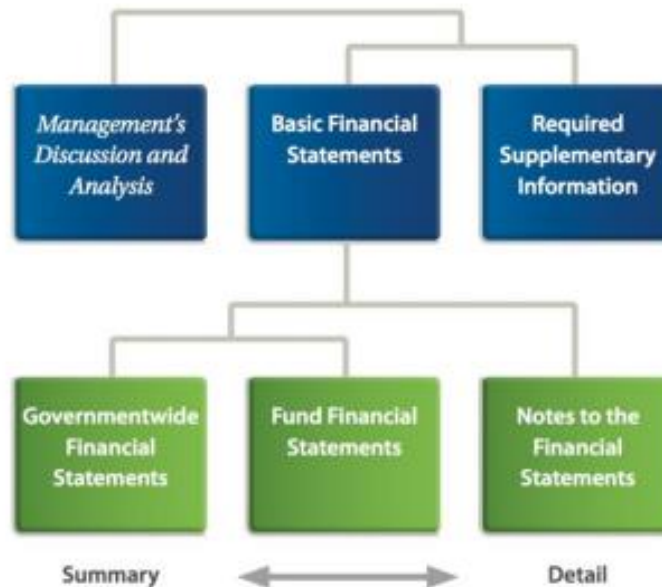 Management's
Discussion and
Analysis
Basic Financial
Statements
Required
Supplementary
Information
Governmentwide
Financial
Statements
Fund Financial
Statements
Notes to the
Financial
Statements
Summary
Detail